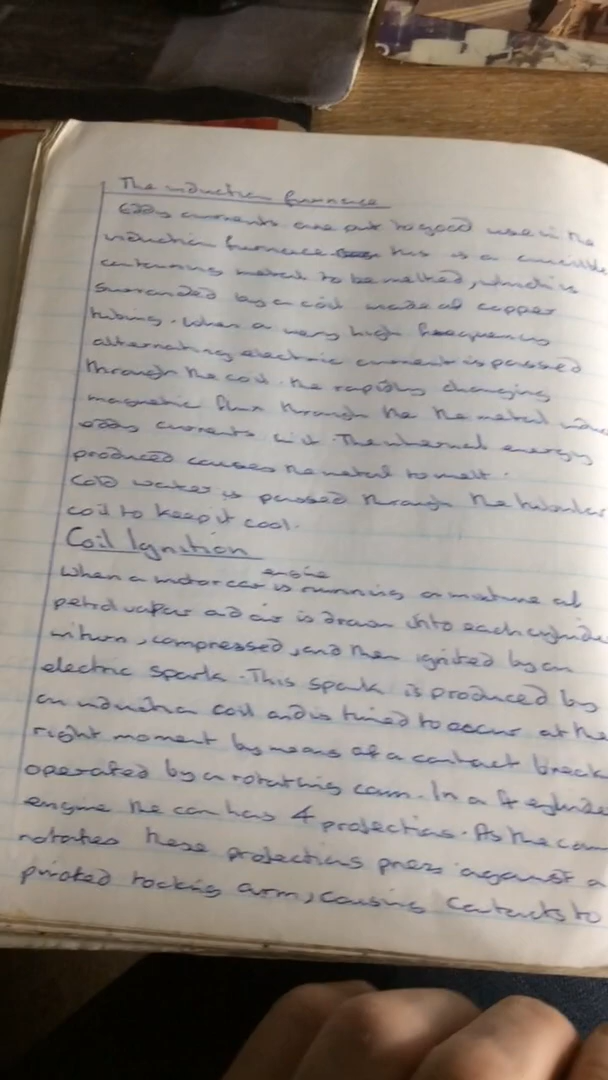 The induction furnace
Eddy currents are put to good use in the
induction furnace this is a crucible
containing metal to be melted, which is
surrounded by a coil made of copper
tubing. When a very high frequency
alternating electric current is passed
through the coil. the rapidly changing
magnetic flux through the the metal
eddy currents in it. The thermal energy
produced causes the metal to melt.
Cold water is passed through the tubular
coil to keep it cool.
Coil Ignition
When a motor car engine is running a mixture of
petrol vapour and air is drawn into each cylinder
in turn, compressed, and then ignited by an
electric spark. This spark is produced by
an induction coil and is timed to occur at the
right moment by means of a contact break
operated by a rotating cam. In a 4 cylinder
engine the cam has 4 projections. As the cam
rotates these projections press against a
pivoted rocking arm, causing contacts to